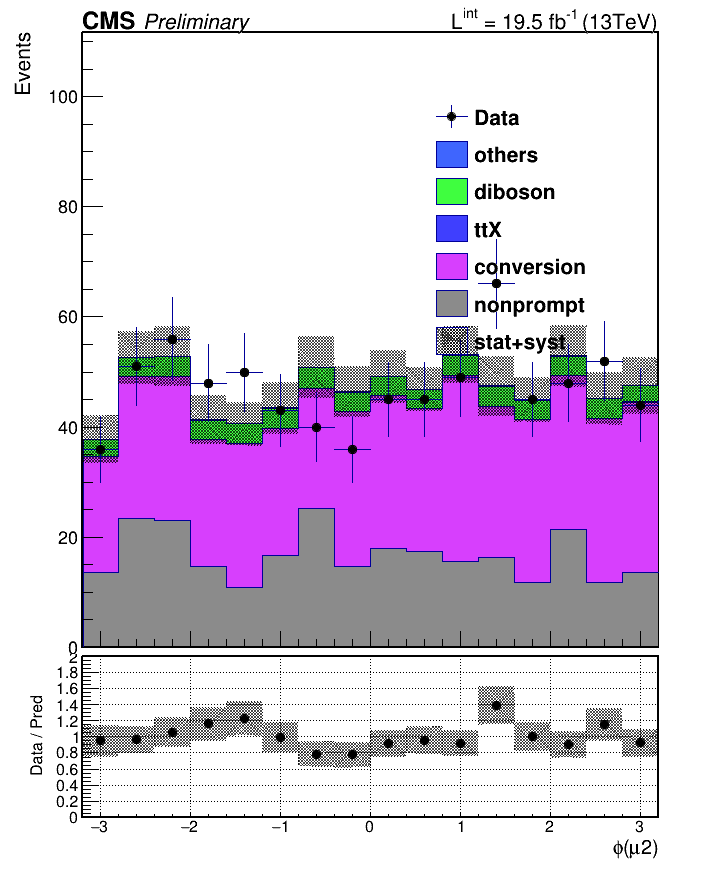 CMS Preliminary
L^int = 19.5 fb^-1 (13TeV)
Events
100
80
60
40
20
0
Data
others
diboson
ttX
conversion
nonprompt
stat+syst
Data / Pred
2
1.8
1.6
1.4
1.2
1
0.8
0.6
0.4
0.2
0
−3
−2
−1
0
1
2
3
ϕ(μ2)